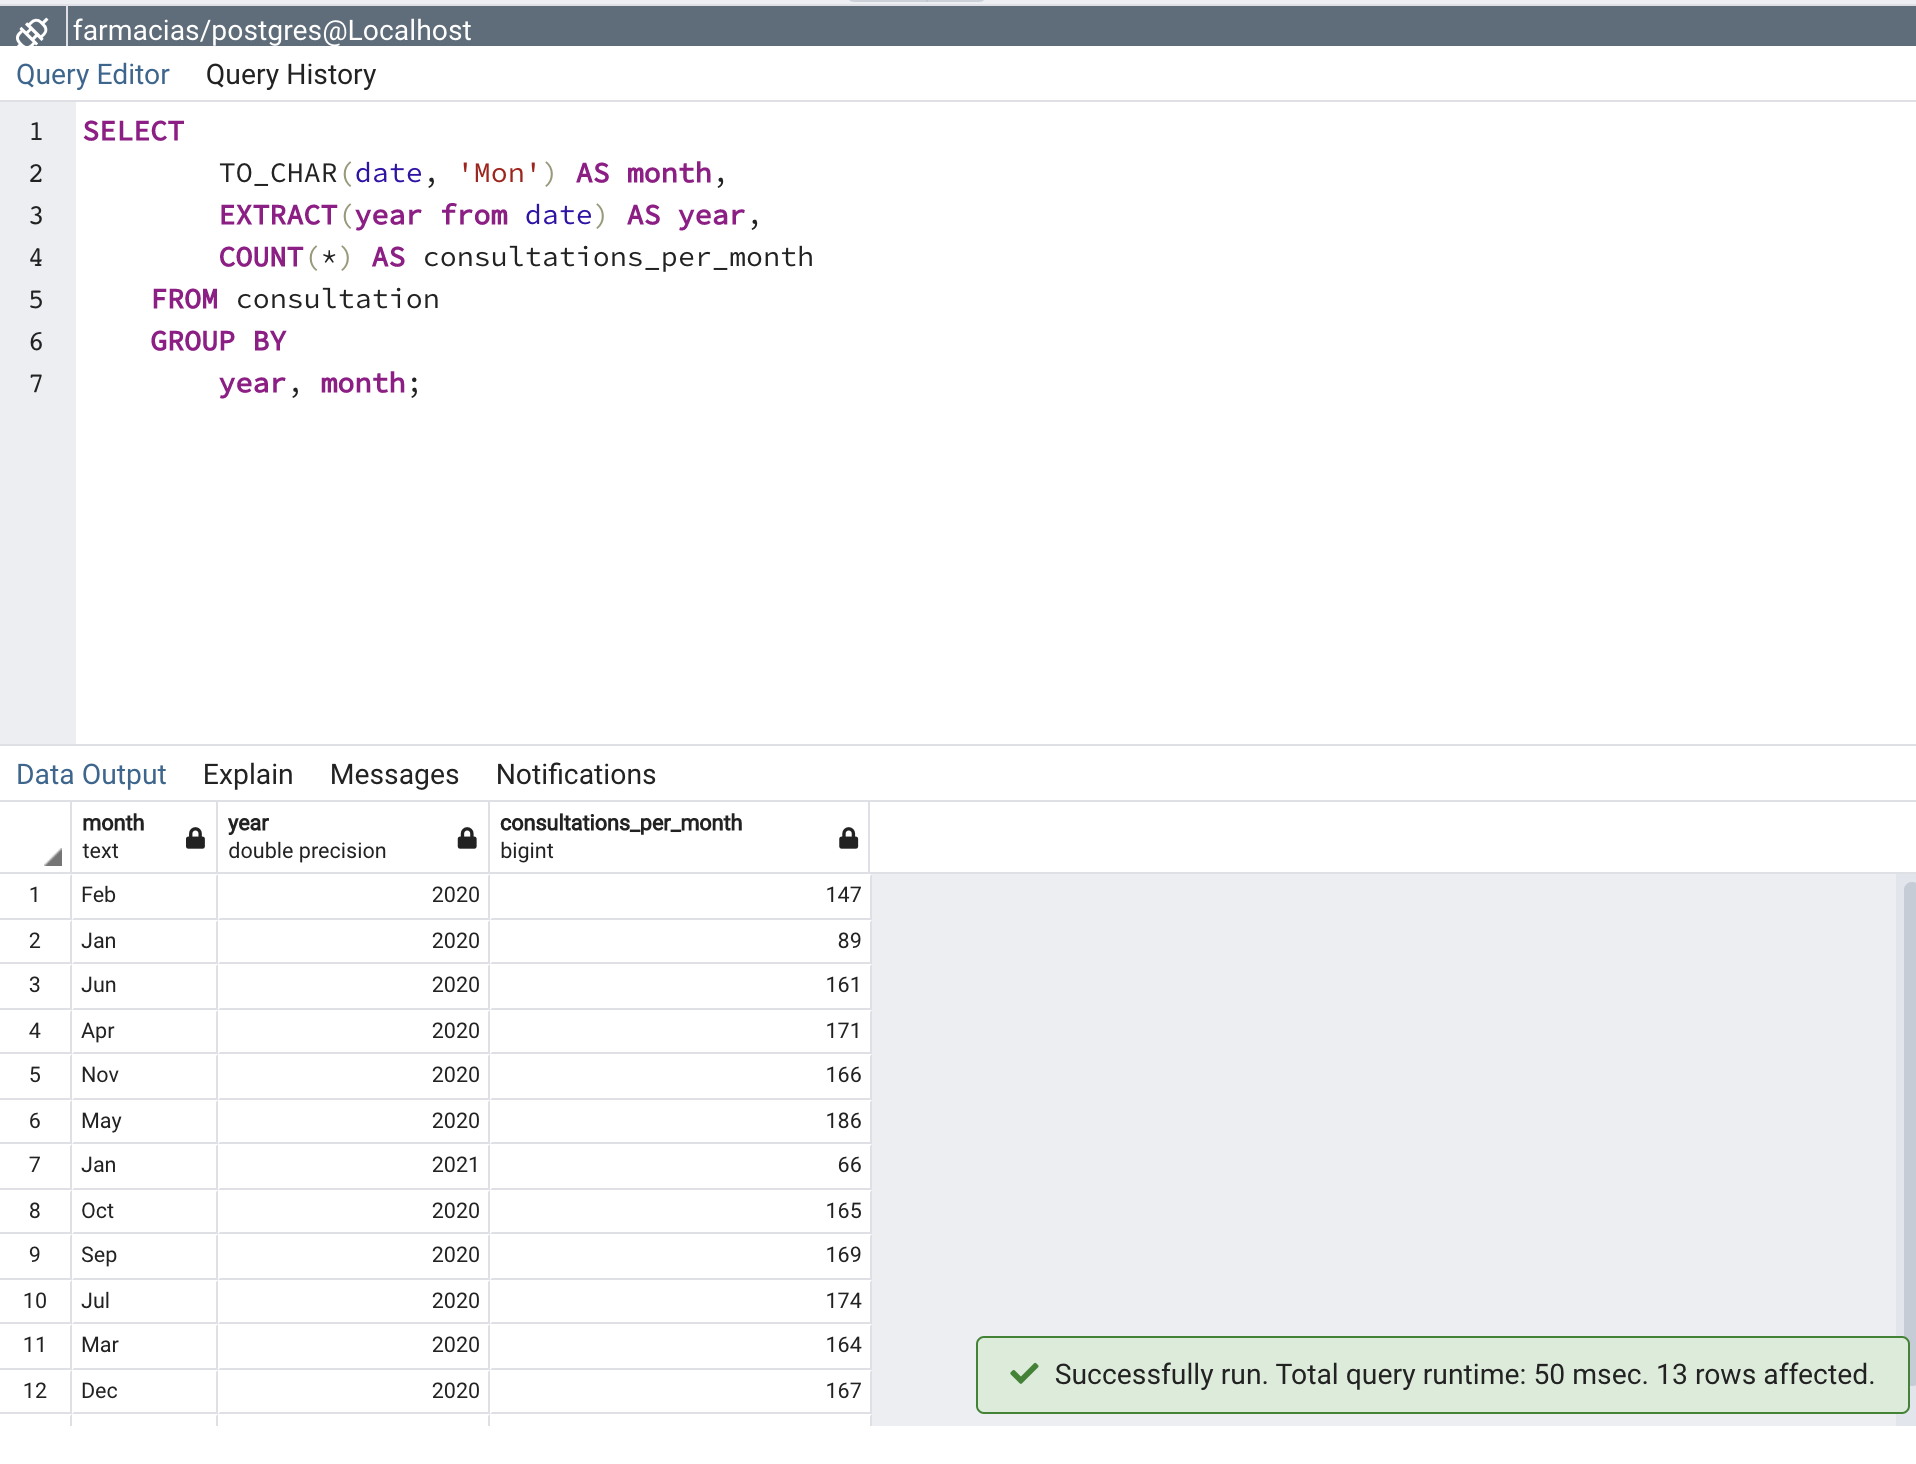 farmacias/postgres@Localhost
Query Editor Query History
1 SELECT
2 TO_CHAR(date, 'Mon') AS month,
3 EXTRACT(year from date) AS year,
4 COUNT(*) AS consultations_per_month
5 FROM consultation
6 GROUP BY
7 year, month;
Data Output Explain Messages Notifications
month year consultations_per_month
text double precision bigint
1 Feb 2020 147
2 Jan 2020 89
3 Jun 2020 161
4 Apr 2020 171
5 Nov 2020 166
6 May 2020 186
7 Jan 2021 66
8 Oct 2020 165
9 Sep 2020 169
10 Jul 2020 174
11 Mar 2020 164
12 Dec 2020 167
Successfully run. Total query runtime: 50 msec. 13 rows affected.